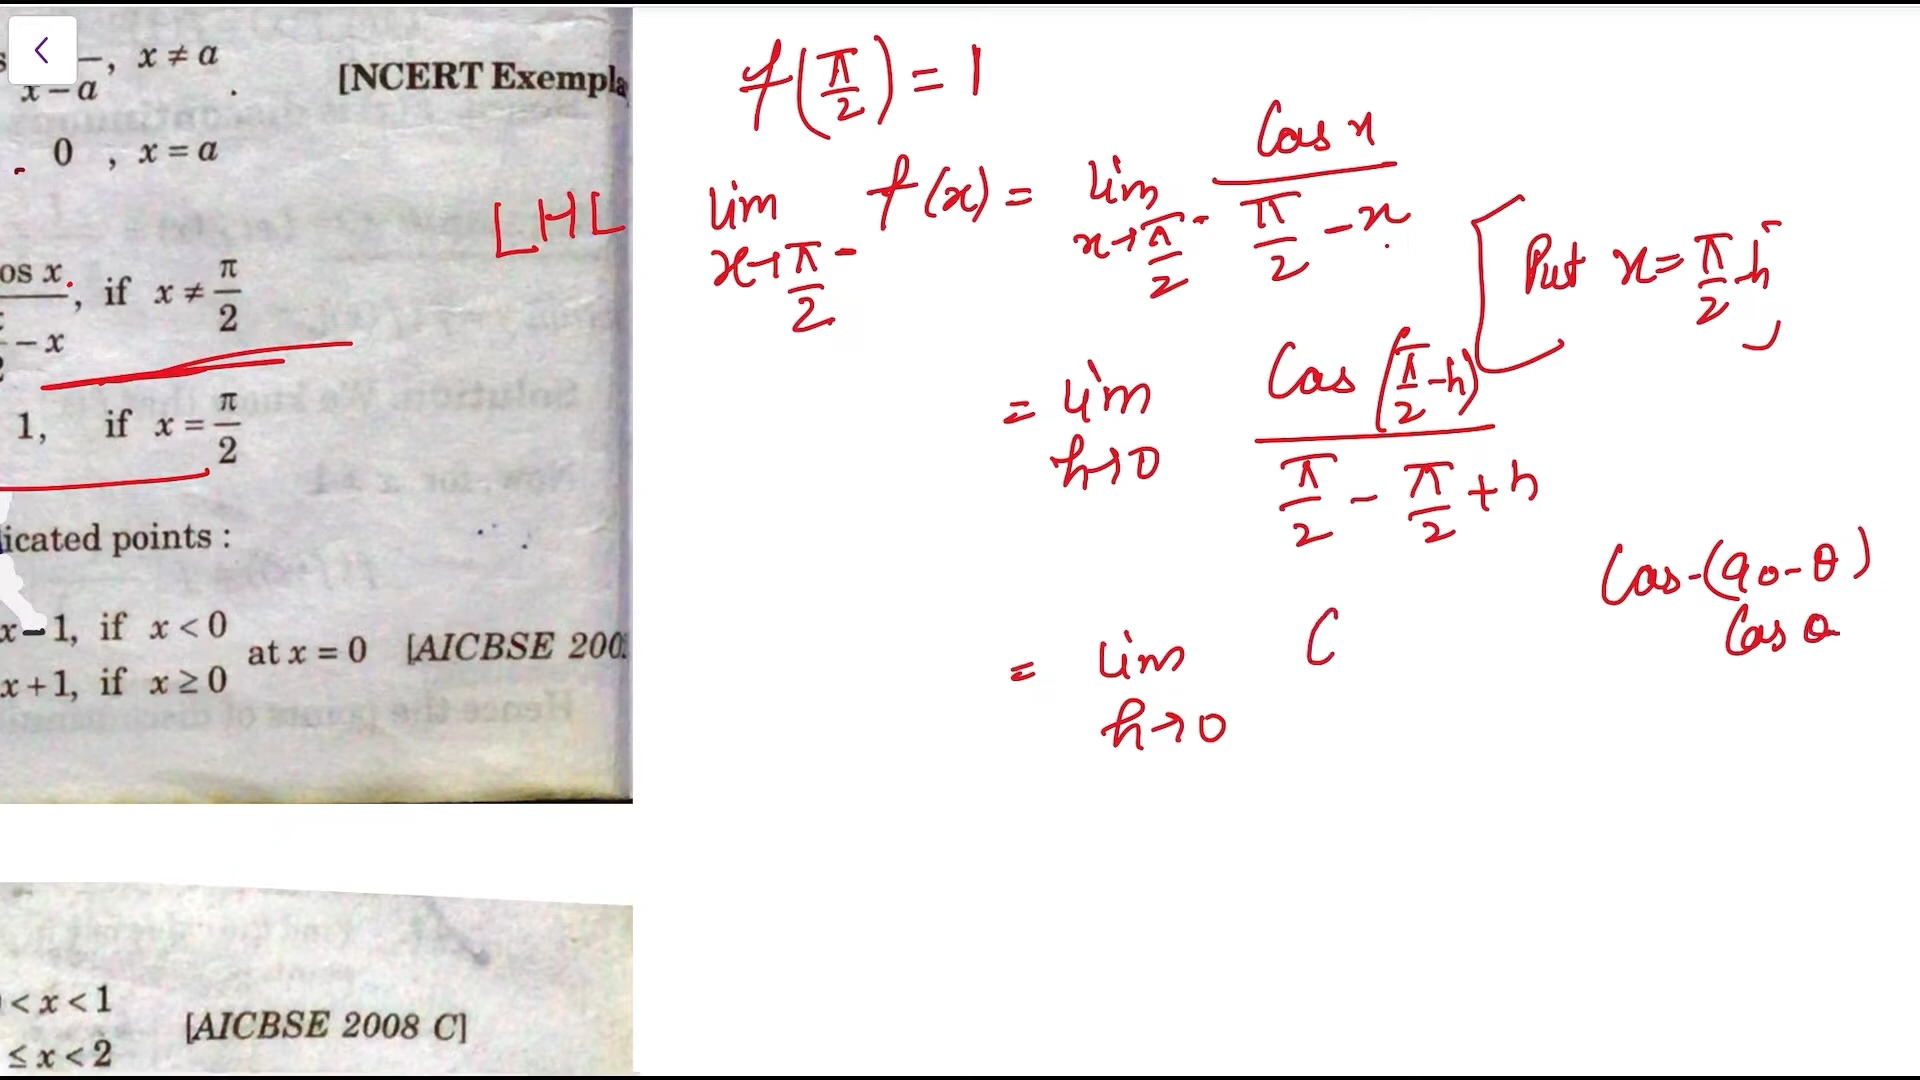 x − a , x ≠ a
[NCERT Exempla
0 , x = a
LHL
os x, if x ≠ π/2
− x
1, if x = π/2
icated points :
x − 1, if x < 0
at x = 0 [AICBSE 200
x + 1, if x ≥ 0
< x < 1
[AICBSE 2008 C]
≤ x < 2
f(π/2) = 1
lim x→π/2⁻ f(x) = lim x→π/2⁻ Cos x / (π/2 − x)
[Put x = π/2 − h]
= lim h→0 Cos(π/2 − h) / (π/2 − π/2 + h)
Cos (90 − θ)
Cos θ
= lim h→0 C